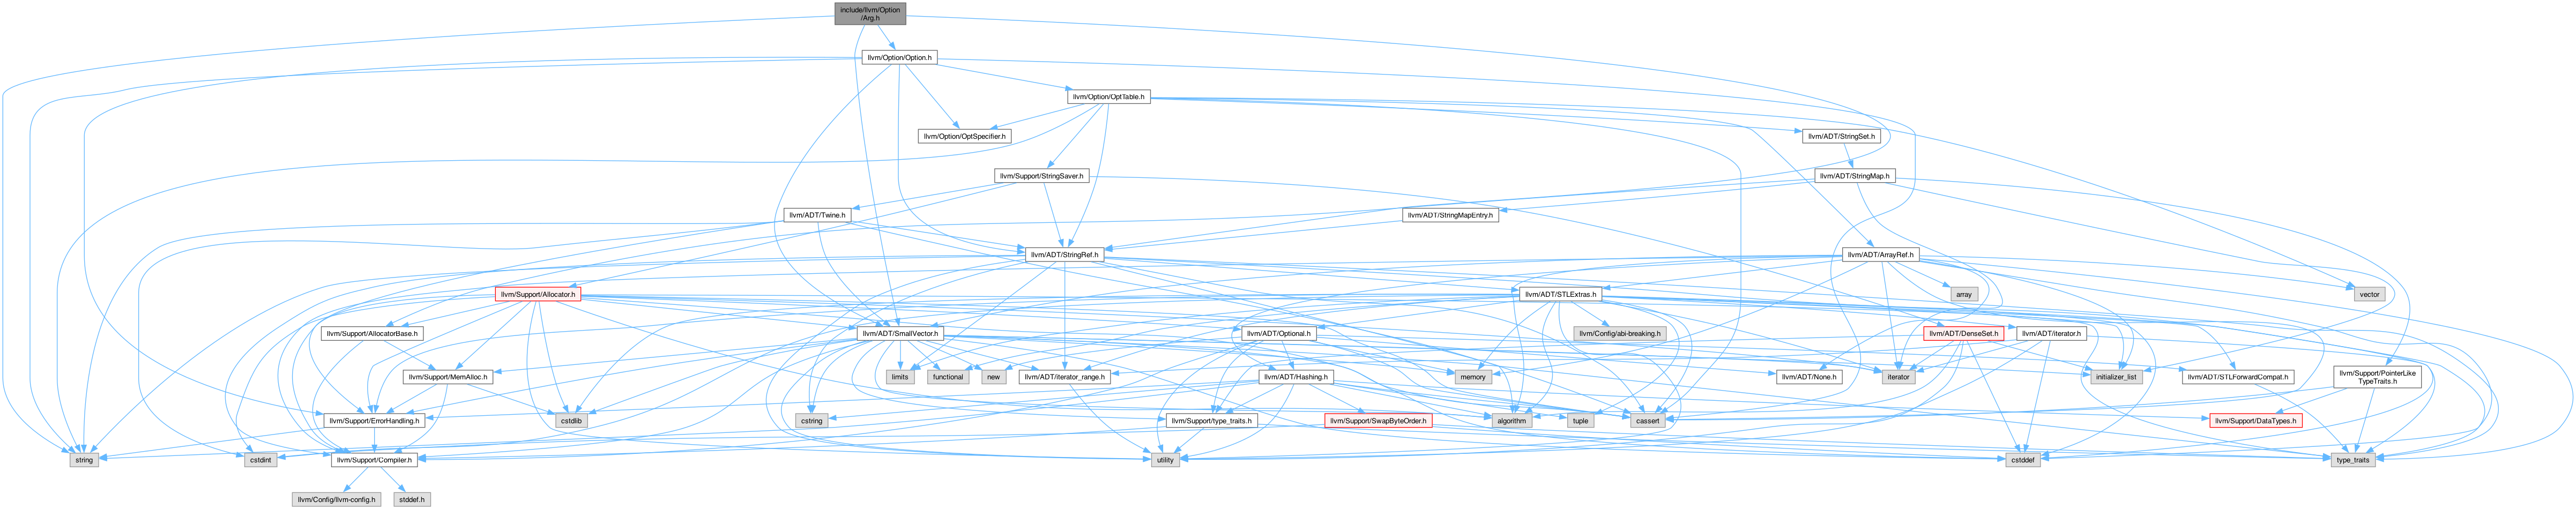 include/llvm/Option
/Arg.h
llvm/Option/Option.h
llvm/Option/OptTable.h
llvm/Option/OptSpecifier.h
llvm/ADT/StringSet.h
llvm/Support/StringSaver.h
llvm/ADT/StringMap.h
llvm/ADT/Twine.h
llvm/ADT/StringMapEntry.h
llvm/ADT/StringRef.h
llvm/ADT/ArrayRef.h
llvm/Support/Allocator.h
llvm/ADT/STLExtras.h
array
vector
llvm/Support/AllocatorBase.h
llvm/ADT/SmallVector.h
llvm/ADT/Optional.h
llvm/Config/abi-breaking.h
llvm/ADT/DenseSet.h
llvm/ADT/iterator.h
llvm/Support/MemAlloc.h
limits
functional
new
llvm/ADT/iterator_range.h
llvm/ADT/Hashing.h
memory
llvm/ADT/None.h
iterator
initializer_list
llvm/ADT/STLForwardCompat.h
llvm/Support/PointerLike
TypeTraits.h
llvm/Support/ErrorHandling.h
cstdlib
cstring
llvm/Support/type_traits.h
llvm/Support/SwapByteOrder.h
algorithm
tuple
cassert
llvm/Support/DataTypes.h
string
cstdint
llvm/Support/Compiler.h
utility
cstddef
type_traits
llvm/Config/llvm-config.h
stddef.h